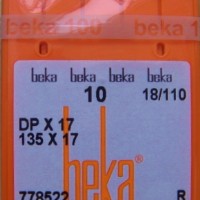 beka 100 beka 1
beka beka beka beka
10 18/110
DP X 17
135 X 17
beka®
778522 R